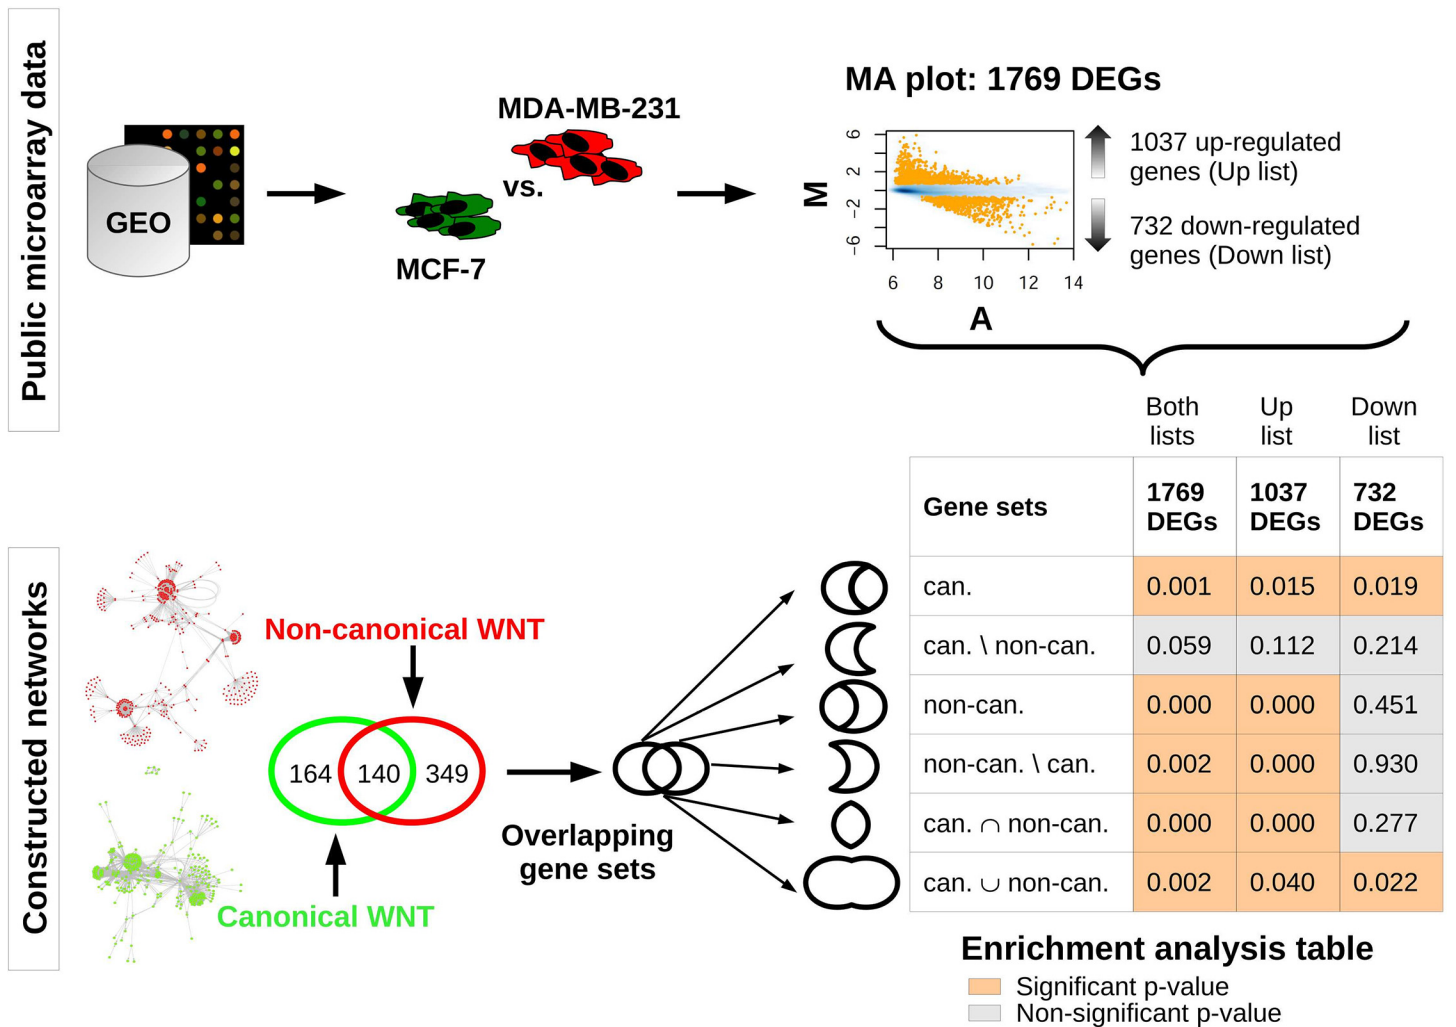 Public microarray data
GEO
MDA-MB-231
vs.
MCF-7
MA plot: 1769 DEGs
M
6
2
−2
−6
6 8 10 12 14
A
1037 up-regulated
genes (Up list)
732 down-regulated
genes (Down list)
Constructed networks
Non-canonical WNT
164 140 349
Canonical WNT
Overlapping
gene sets
Both Up Down
lists list list
Gene sets 1769 1037 732
DEGs DEGs DEGs
can. 0.001 0.015 0.019
can. \ non-can. 0.059 0.112 0.214
non-can. 0.000 0.000 0.451
non-can. \ can. 0.002 0.000 0.930
can. ∩ non-can. 0.000 0.000 0.277
can. ∪ non-can. 0.002 0.040 0.022
Enrichment analysis table
Significant p-value
Non-significant p-value